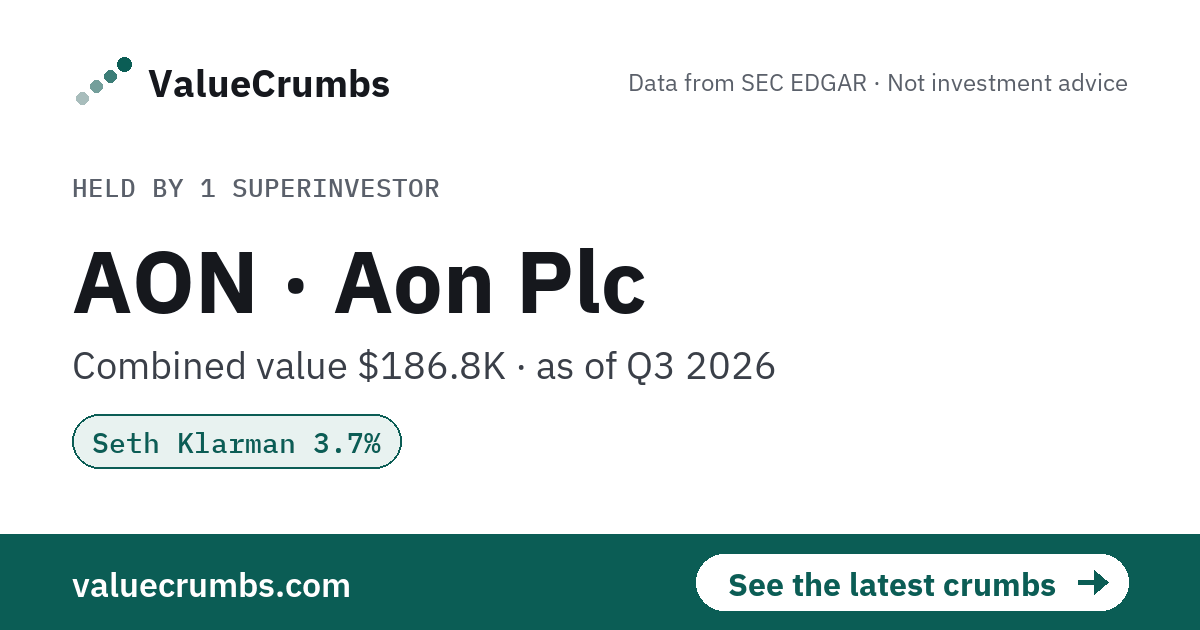 ValueCrumbs
Data from SEC EDGAR · Not investment advice
HELD BY 1 SUPERINVESTOR
AON · Aon Plc
Combined value $186.8K · as of Q3 2026
Seth Klarman 3.7%
valuecrumbs.com
See the latest crumbs →